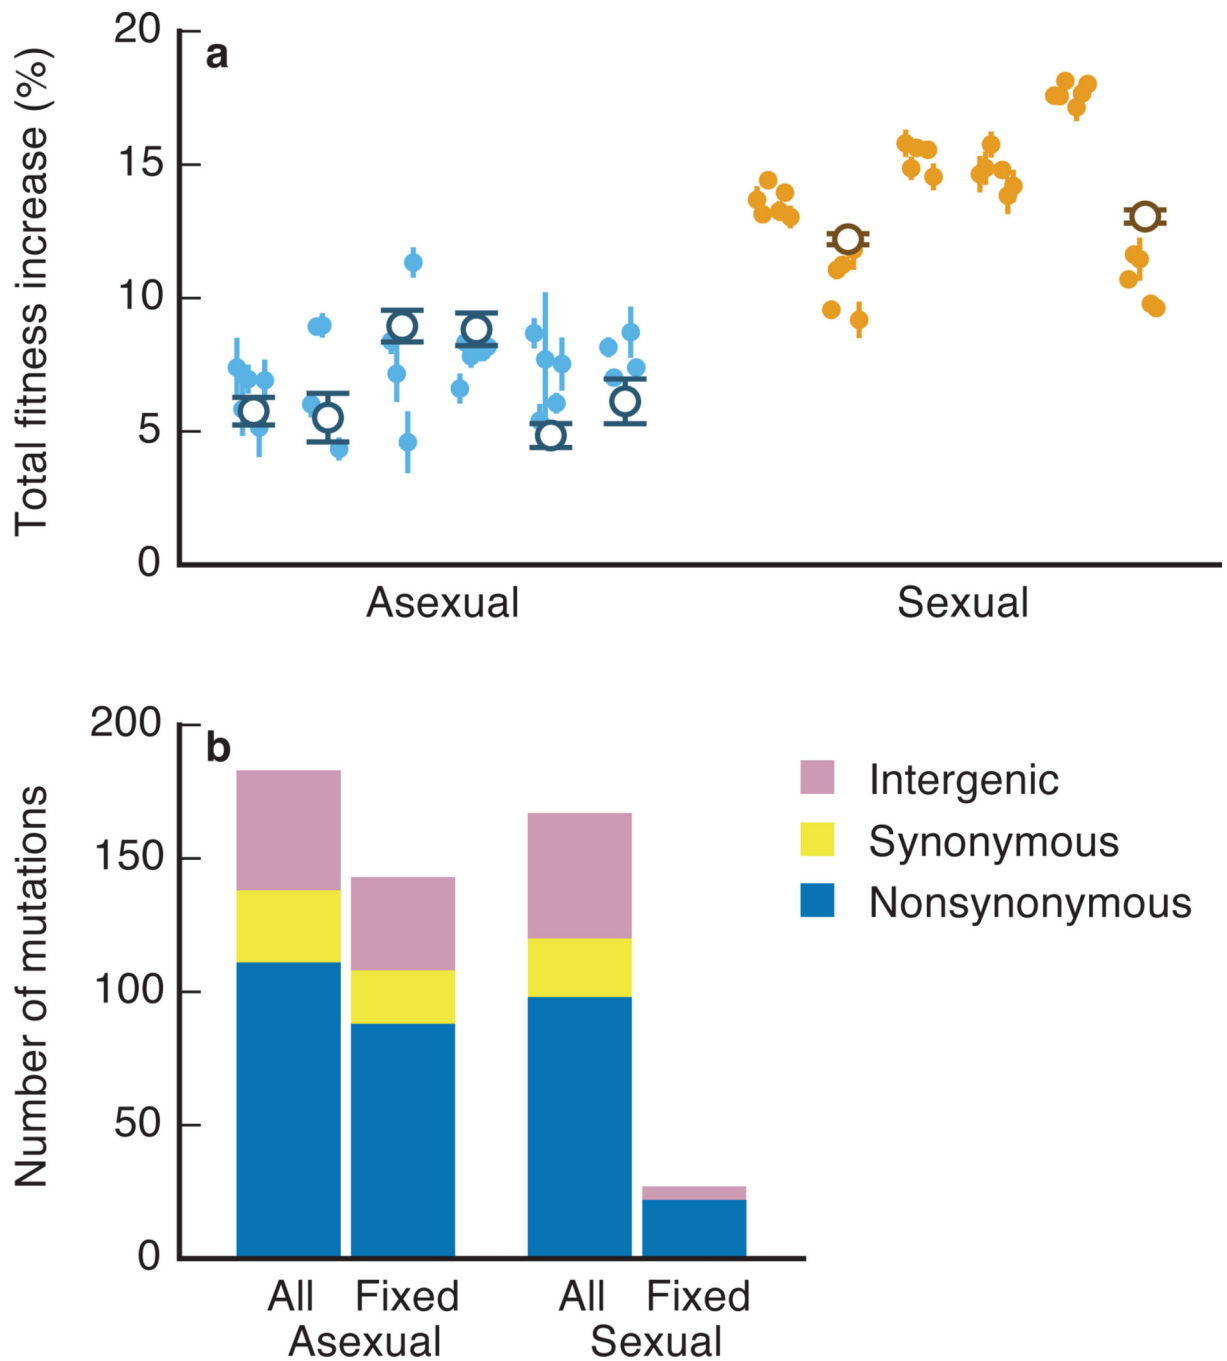 a
Total fitness increase (%)
20
15
10
5
0
Asexual
Sexual
b
Number of mutations
200
150
100
50
0
Intergenic
Synonymous
Nonsynonymous
All Fixed All Fixed
Asexual Sexual